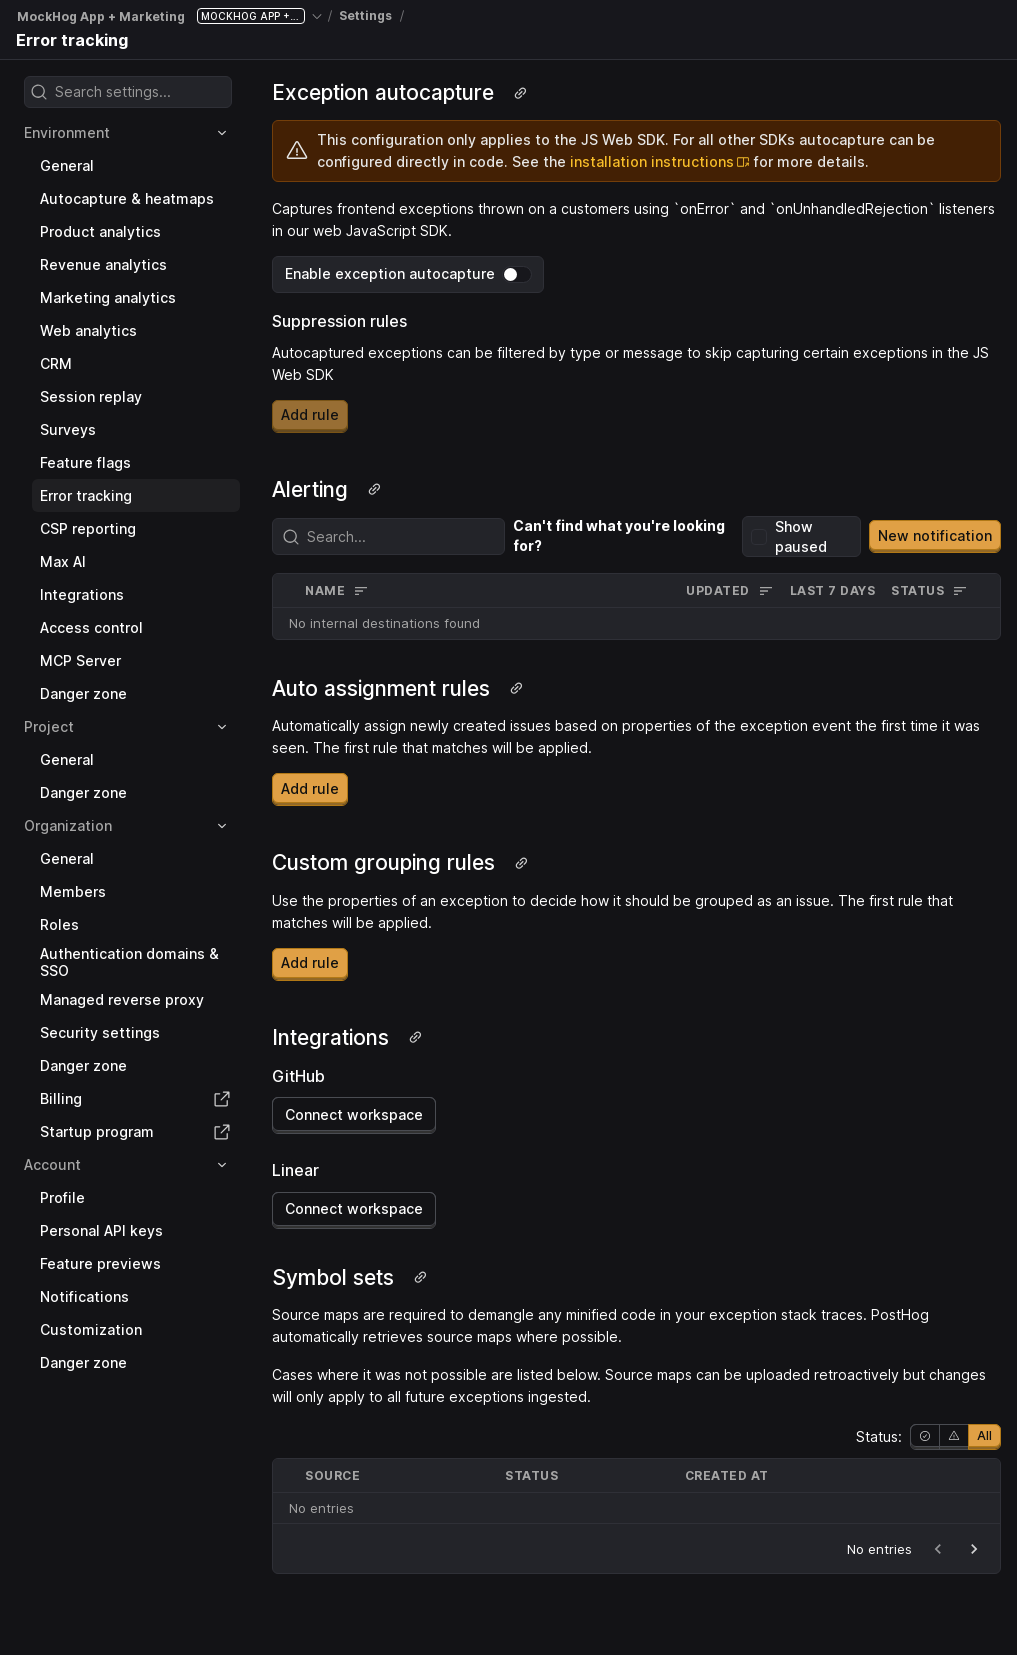 MockHog App + Marketing MOCKHOG APP +... / Settings /
Error tracking
Search settings...
Environment
General
Autocapture & heatmaps
Product analytics
Revenue analytics
Marketing analytics
Web analytics
CRM
Session replay
Surveys
Feature flags
Error tracking
CSP reporting
Max AI
Integrations
Access control
MCP Server
Danger zone
Project
General
Danger zone
Organization
General
Members
Roles
Authentication domains &
SSO
Managed reverse proxy
Security settings
Danger zone
Billing
Startup program
Account
Profile
Personal API keys
Feature previews
Notifications
Customization
Danger zone
Exception autocapture
This configuration only applies to the JS Web SDK. For all other SDKs autocapture can be
configured directly in code. See the installation instructions for more details.
Captures frontend exceptions thrown on a customers using `onError` and `onUnhandledRejection` listeners
in our web JavaScript SDK.
Enable exception autocapture
Suppression rules
Autocaptured exceptions can be filtered by type or message to skip capturing certain exceptions in the JS
Web SDK
Add rule
Alerting
Search...
Can't find what you're looking
for?
Show
paused
New notification
NAME UPDATED LAST 7 DAYS STATUS
No internal destinations found
Auto assignment rules
Automatically assign newly created issues based on properties of the exception event the first time it was
seen. The first rule that matches will be applied.
Add rule
Custom grouping rules
Use the properties of an exception to decide how it should be grouped as an issue. The first rule that
matches will be applied.
Add rule
Integrations
GitHub
Connect workspace
Linear
Connect workspace
Symbol sets
Source maps are required to demangle any minified code in your exception stack traces. PostHog
automatically retrieves source maps where possible.
Cases where it was not possible are listed below. Source maps can be uploaded retroactively but changes
will only apply to all future exceptions ingested.
Status: All
SOURCE STATUS CREATED AT
No entries
No entries